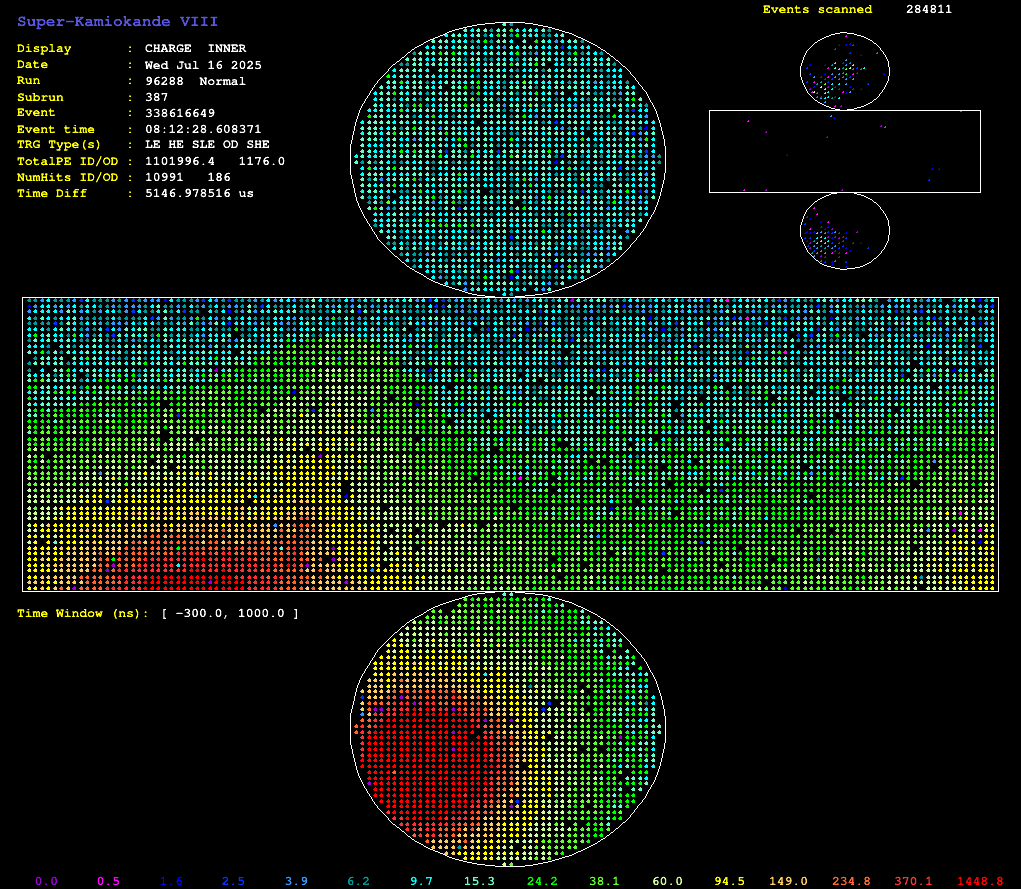 Super-Kamiokande VIII
Events scanned 284811
Display : CHARGE INNER
Date : Wed Jul 16 2025
Run : 96288 Normal
Subrun : 387
Event : 338616649
Event time : 08:12:28.608371
TRG Type(s) : LE HE SLE OD SHE
TotalPE ID/OD : 1101996.4 1176.0
NumHits ID/OD : 10991 186
Time Diff : 5146.978516 us
Time Window (ns): [ -300.0, 1000.0 ]
0.0 0.5 1.6 2.5 3.9 6.2 9.7 15.3 24.2 38.1 60.0 94.5 149.0 234.8 370.1 1448.8